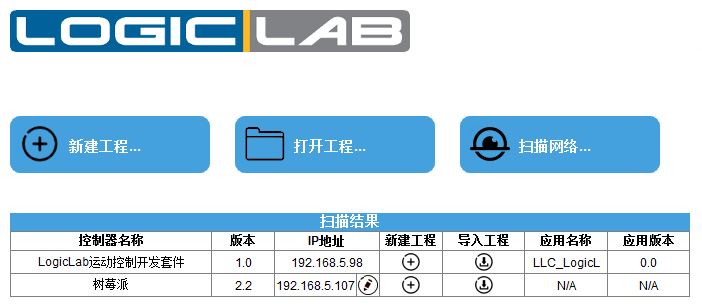 LOGIC LAB
新建工程... 打开工程... 扫描网络...
扫描结果
控制器名称 版本 IP地址 新建工程 导入工程 应用名称 应用版本
LogicLab运动控制开发套件 1.0 192.168.5.98 LLC_LogicL 0.0
树莓派 2.2 192.168.5.107 N/A N/A